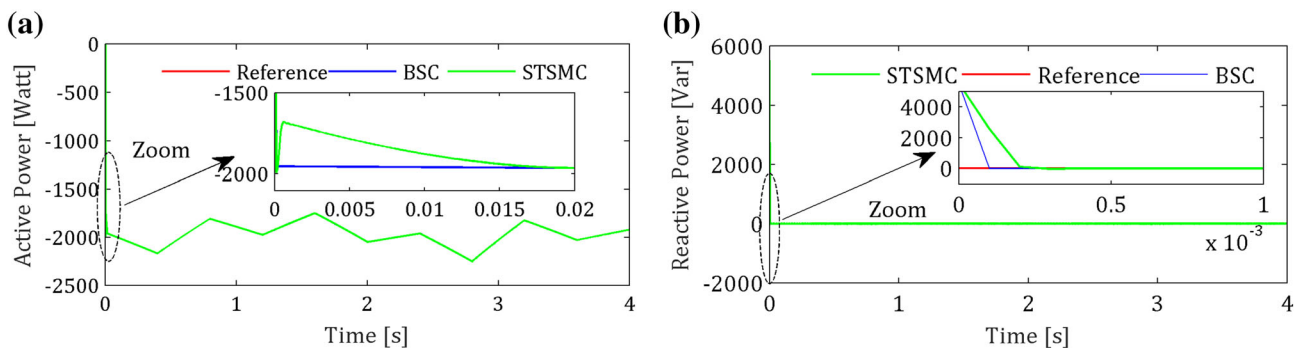 (a)
Active Power [Watt]
0
-500
-1000
-1500
-2000
-2500
Reference BSC STSMC
Zoom
-1500
-2000
0 0.005 0.01 0.015 0.02
0 1 2 3 4
Time [s]
(b)
Reactive Power [Var]
6000
4000
2000
0
-2000
STSMC Reference BSC
4000
2000
0
0 0.5 1
x 10-3
Zoom
0 1 2 3 4
Time [s]